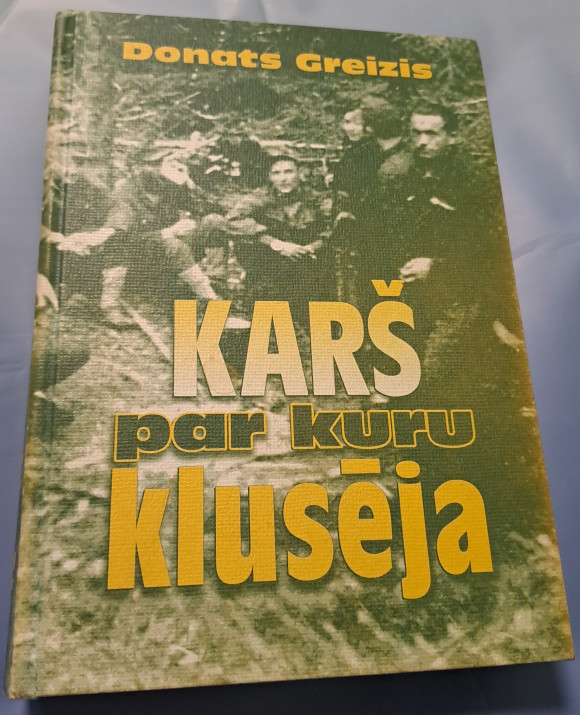 Donats Greizis
KARŠ
par kuru
klusēja